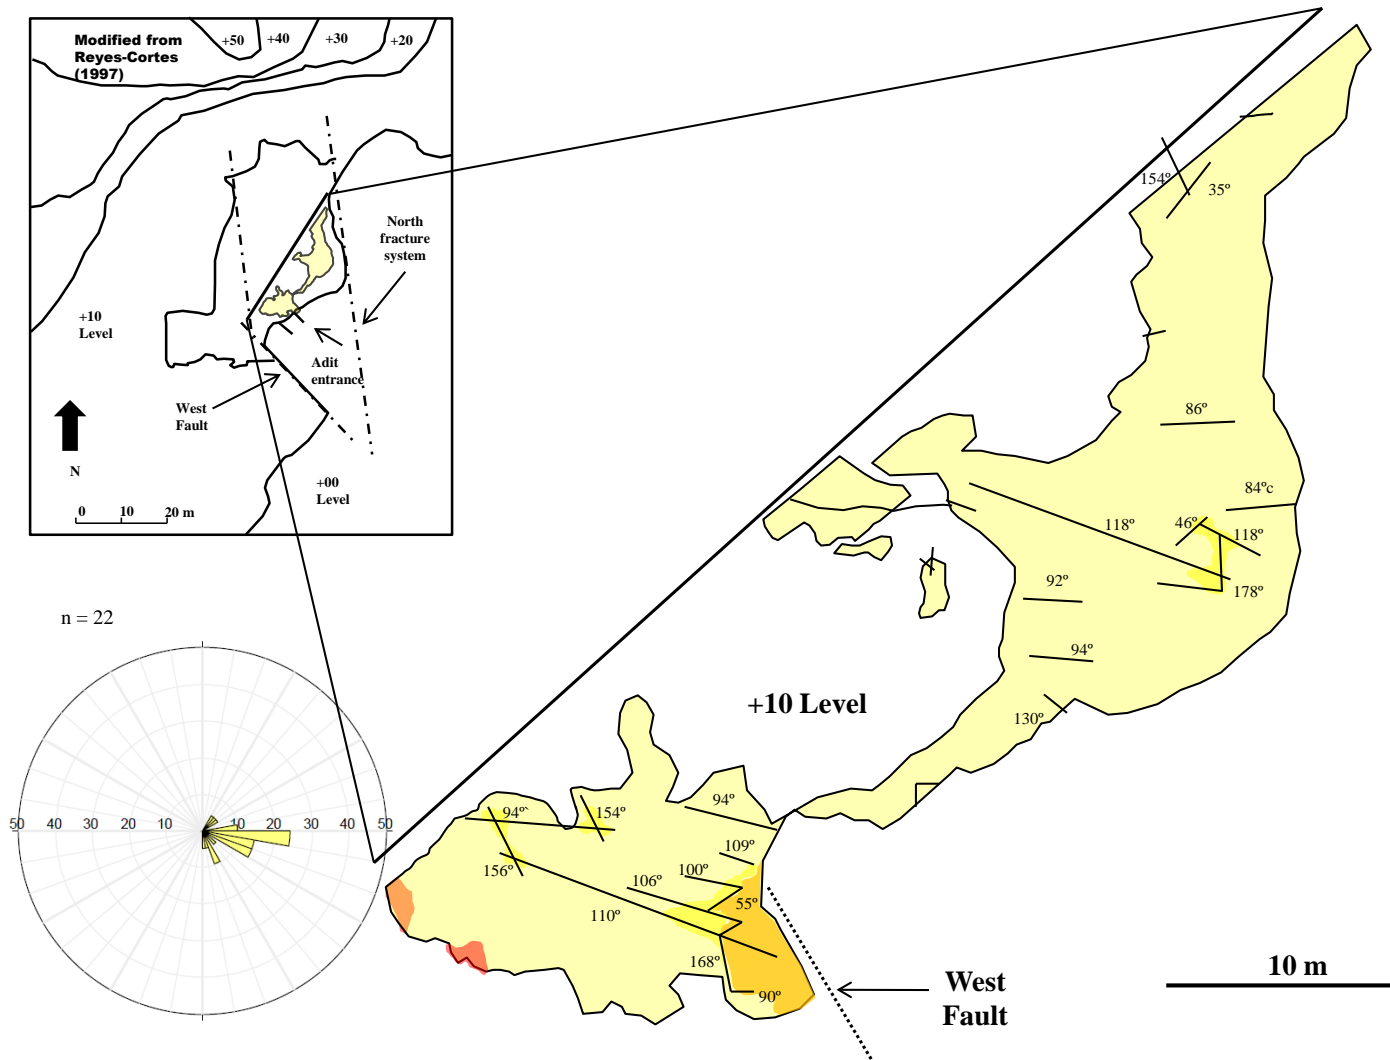 Modified from
Reyes-Cortes
(1997)
+50
+40
+30
+20
North
fracture
system
+10
Level
Adit
entrance
West
Fault
N
+00
Level
0 10 20 m
n = 22
50 40 30 20 10 10 20 30 40 50
154º
35º
86º
84ºc
118º
46º
118º
178º
92º
94º
130º
+10 Level
94º`
154º
94º
109º
156º
100º
106º
55º
110º
168º
90º
West
Fault
10 m